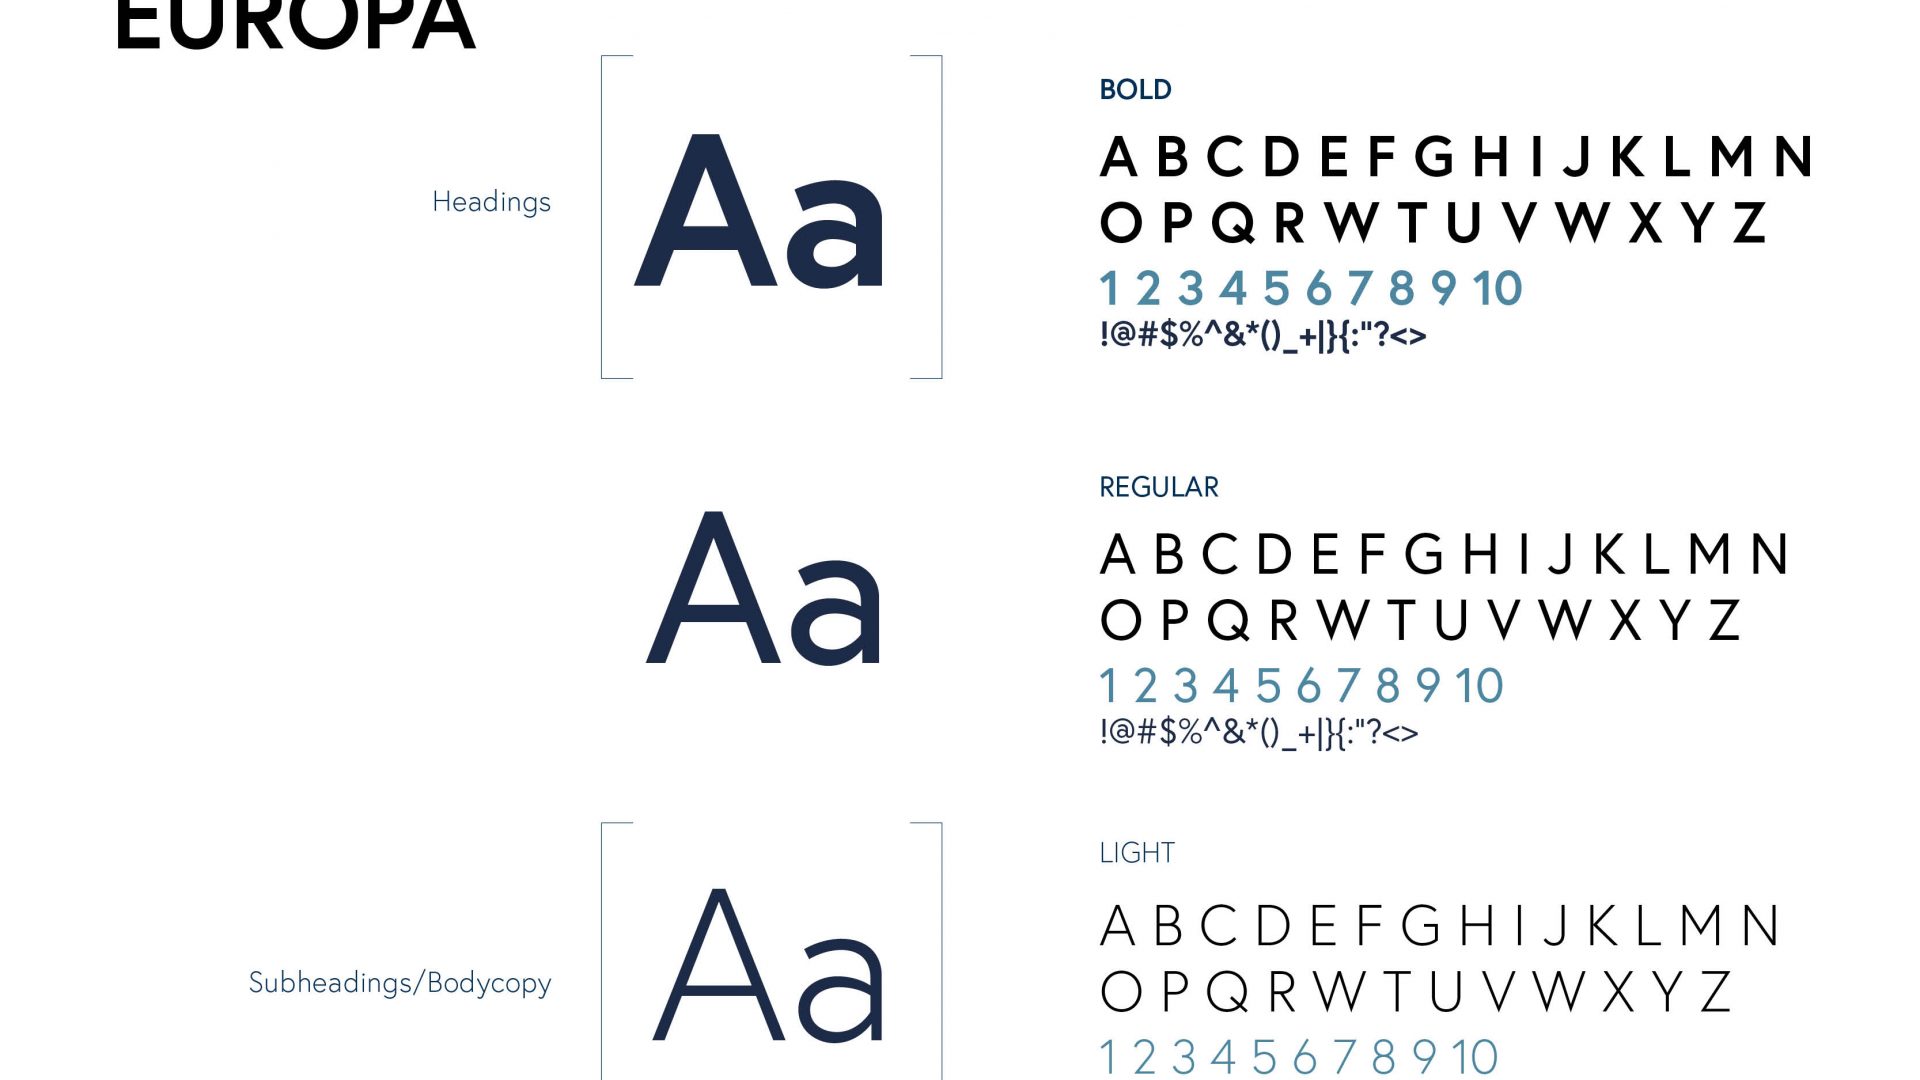 EUROPA
Headings
Aa
BOLD
A B C D E F G H I J K L M N
O P Q R W T U V W X Y Z
1 2 3 4 5 6 7 8 9 10
!@#$%^&*()_+|}{:"?<>
Aa
REGULAR
A B C D E F G H I J K L M N
O P Q R W T U V W X Y Z
1 2 3 4 5 6 7 8 9 10
!@#$%^&*()_+|}{:"?<>
Subheadings/Bodycopy
Aa
LIGHT
A B C D E F G H I J K L M N
O P Q R W T U V W X Y Z
1 2 3 4 5 6 7 8 9 10